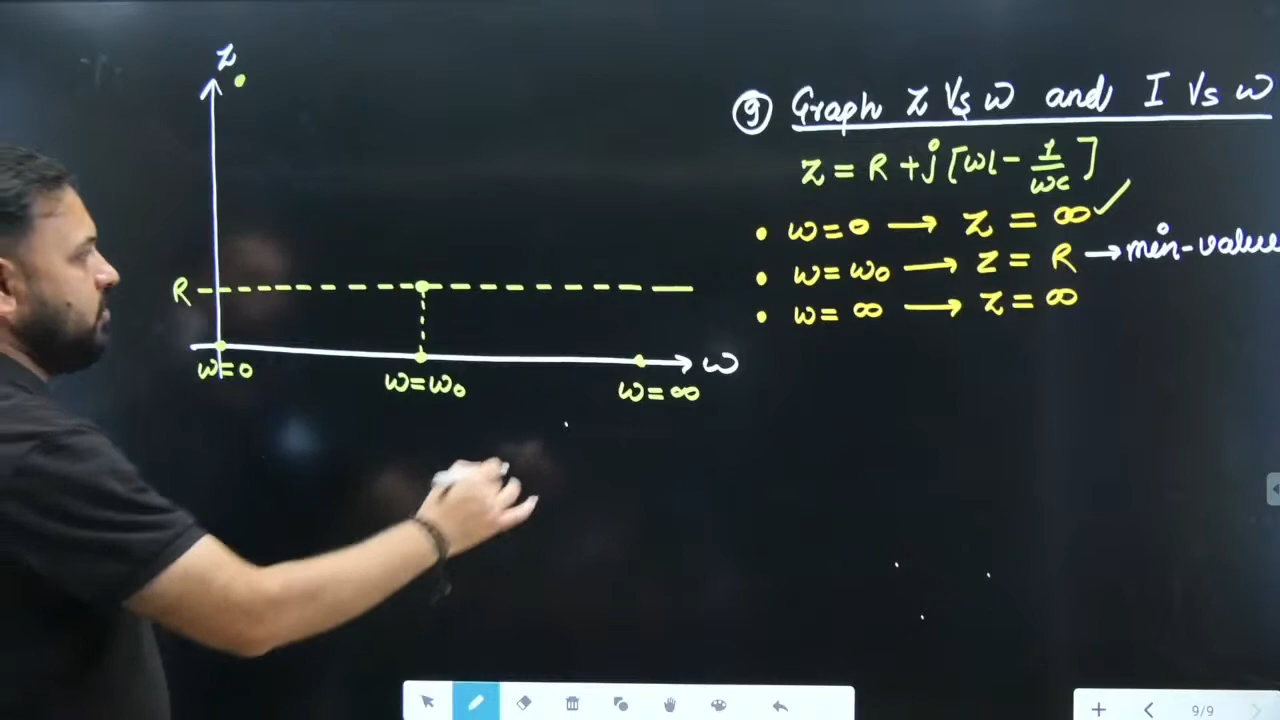 Z
R
ω=0
ω=ω₀
ω=∞
ω
⑨ Graph Z Vs ω and I Vs ω
Z = R + j[ωL - 1/ωC]
• ω=0 → Z = ∞ ✓
• ω=ω₀ → Z = R → min-value
• ω=∞ → Z = ∞
9/9